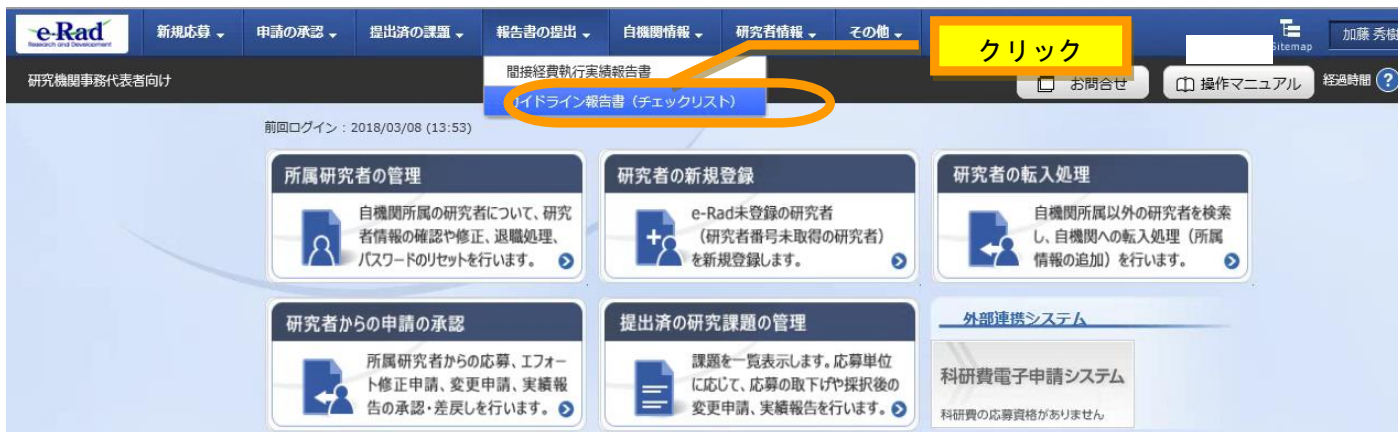 e-Rad
Research and Development
新規応募
申請の承認
提出済の課題
報告書の提出
自機関情報
研究者情報
その他
クリック
Sitemap
加藤 秀樹
研究機関事務代表者向け
間接経費執行実績報告書
ガイドライン報告書（チェックリスト）
お問合せ
操作マニュアル
経過時間 ?
前回ログイン：2018/03/08 (13:53)
所属研究者の管理
自機関所属の研究者について、研究
者情報の確認や修正、退職処理、
パスワードのリセットを行います。
研究者の新規登録
e-Rad未登録の研究者
（研究者番号未取得の研究者）
を新規登録します。
研究者の転入処理
自機関所属以外の研究者を検索
し、自機関への転入処理（所属
情報の追加）を行います。
研究者からの申請の承認
所属研究者からの応募、エフォー
ト修正申請、変更申請、実績報
告の承認・差戻しを行います。
提出済の研究課題の管理
課題を一覧表示します。応募単位
に応じて、応募の取下げや採択後の
変更申請、実績報告を行います。
外部連携システム
科研費電子申請システム
科研費の応募資格がありません